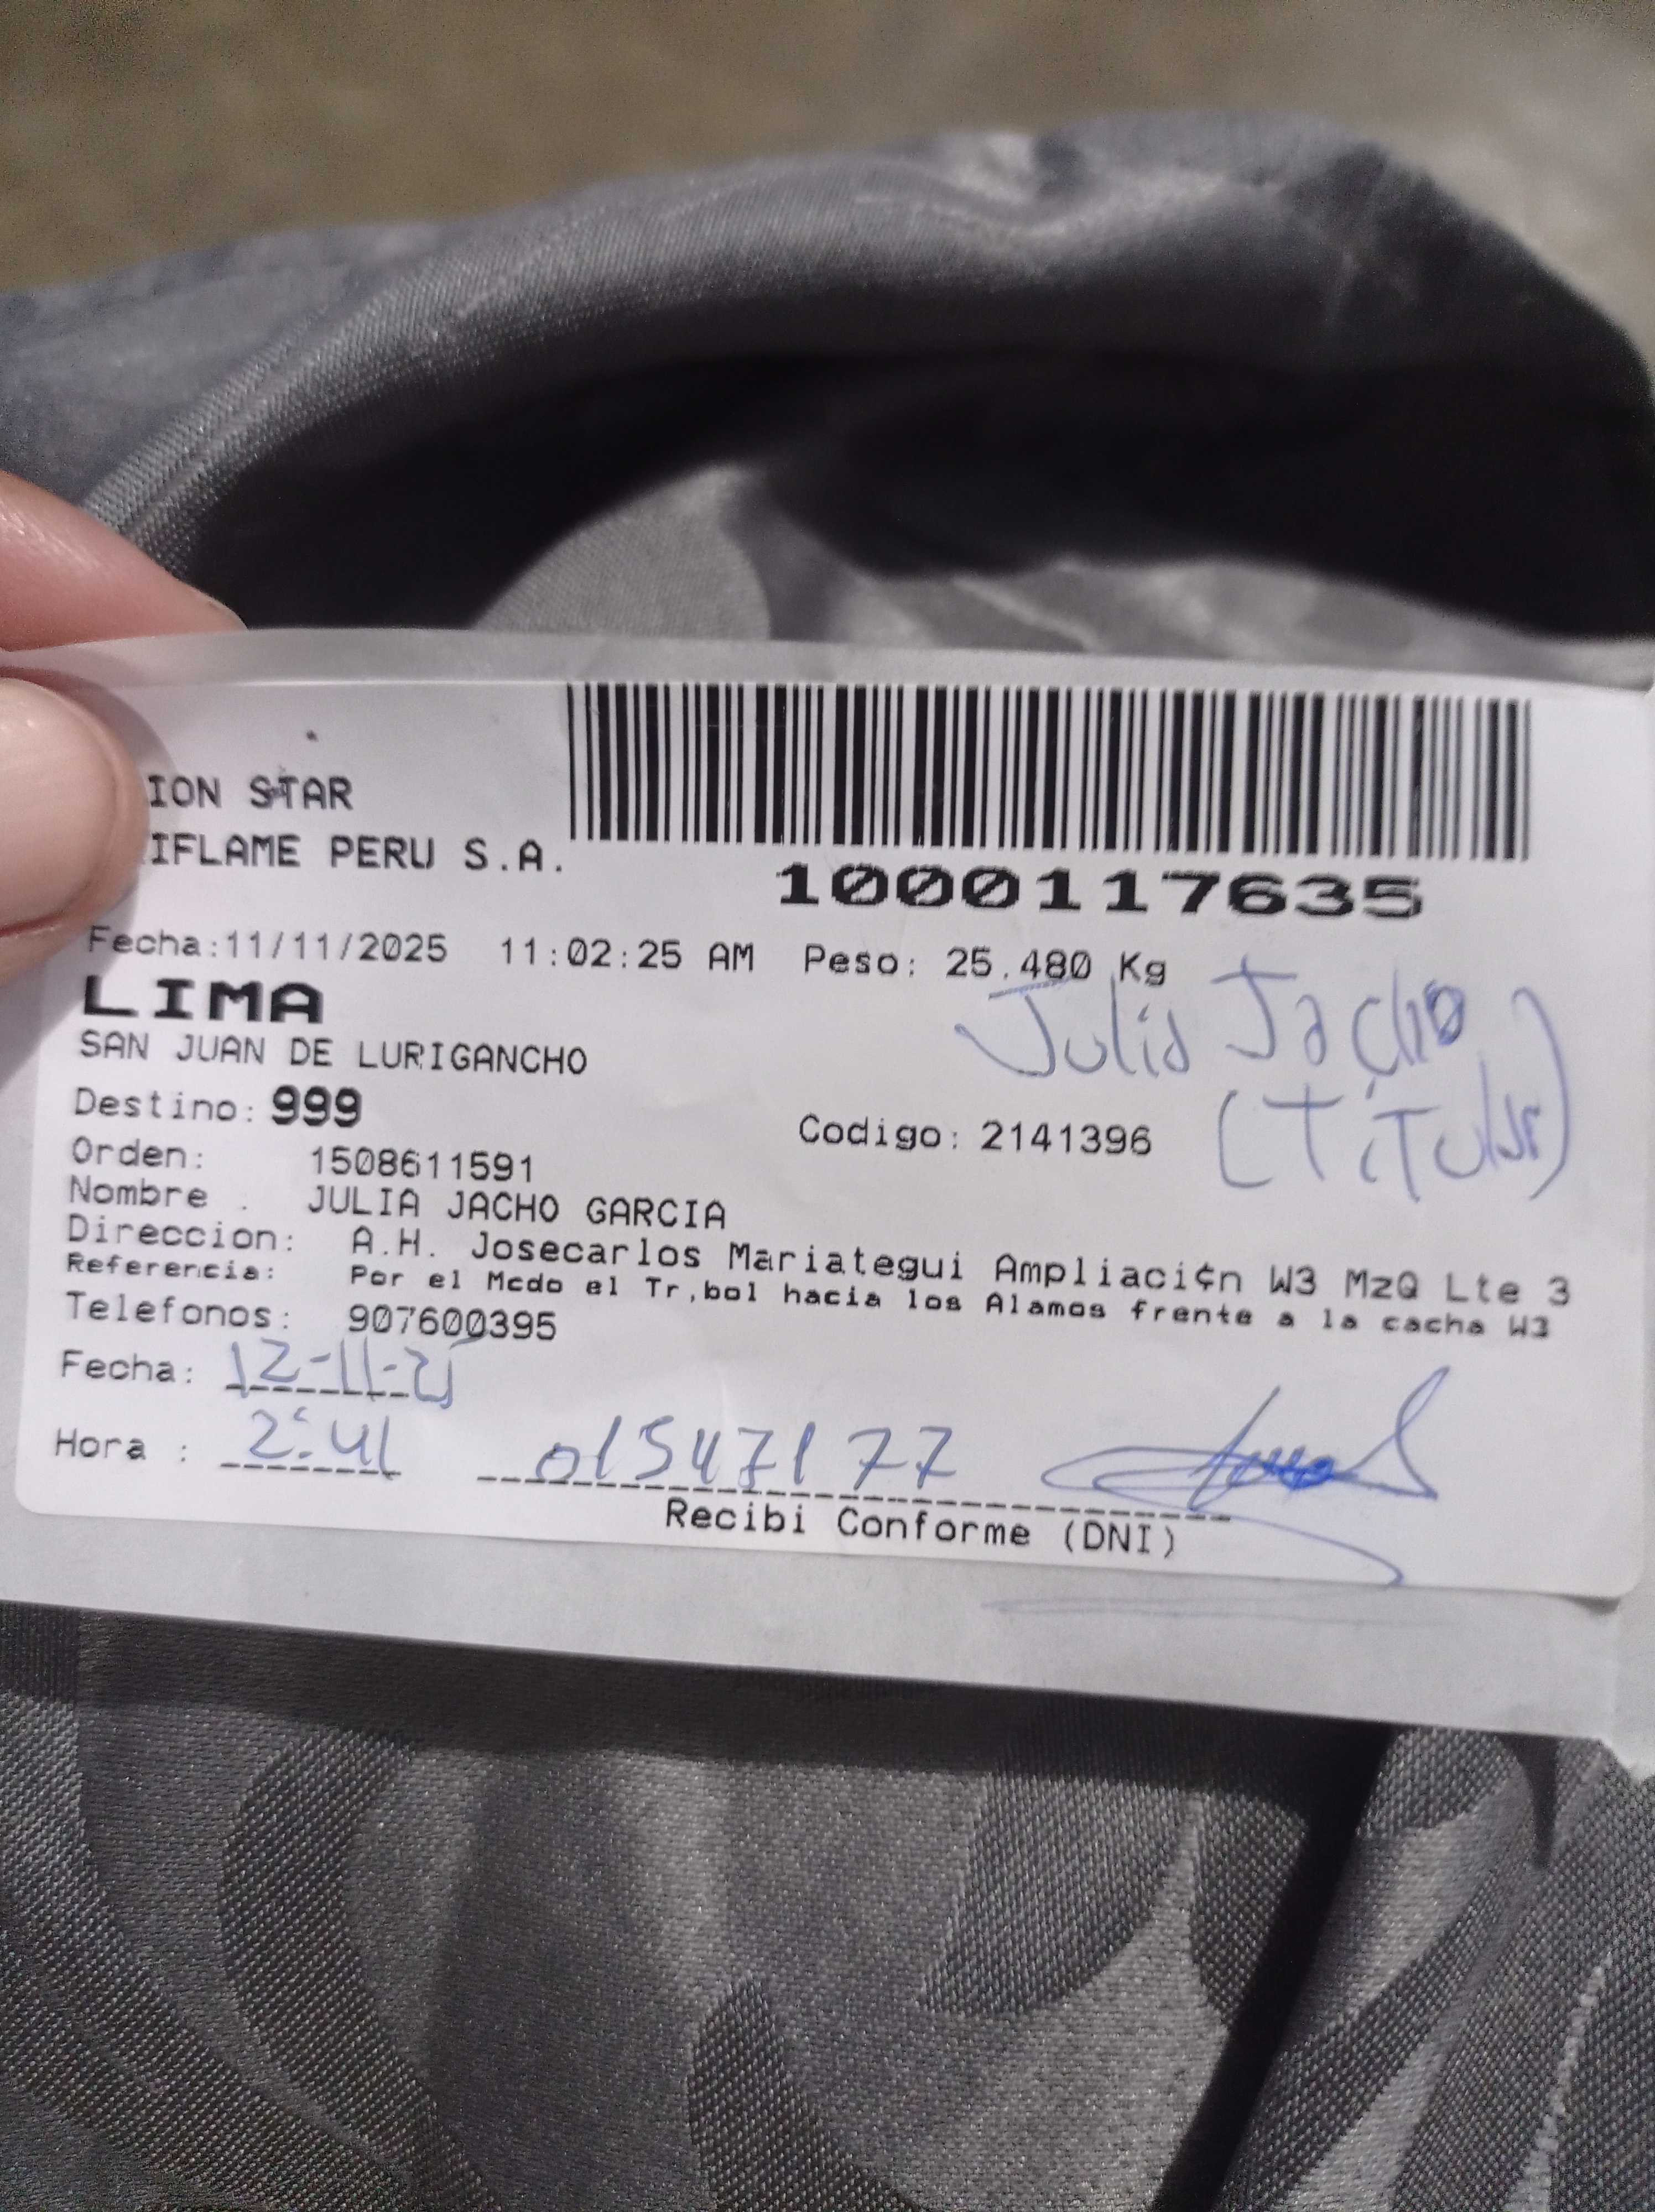 ION STAR
IFLAME PERU S.A.
1000117635
Fecha:11/11/2025 11:02:25 AM Peso: 25.480 Kg
LIMA
Julia Jacho
SAN JUAN DE LURIGANCHO
(Titular)
Destino: 999
Codigo: 2141396
Orden: 1508611591
Nombre . JULIA JACHO GARCIA
Direccion: A.H. Josecarlos Mariategui Ampliaci¢n W3 MzQ Lte 3
Referencia: Por el Mcdo el Tr,bol hacia los Alamos frente a la cacha W3
Telefonos: 907600395
Fecha: 12-11-25
Hora : 2:41 01547177
Recibi Conforme (DNI)